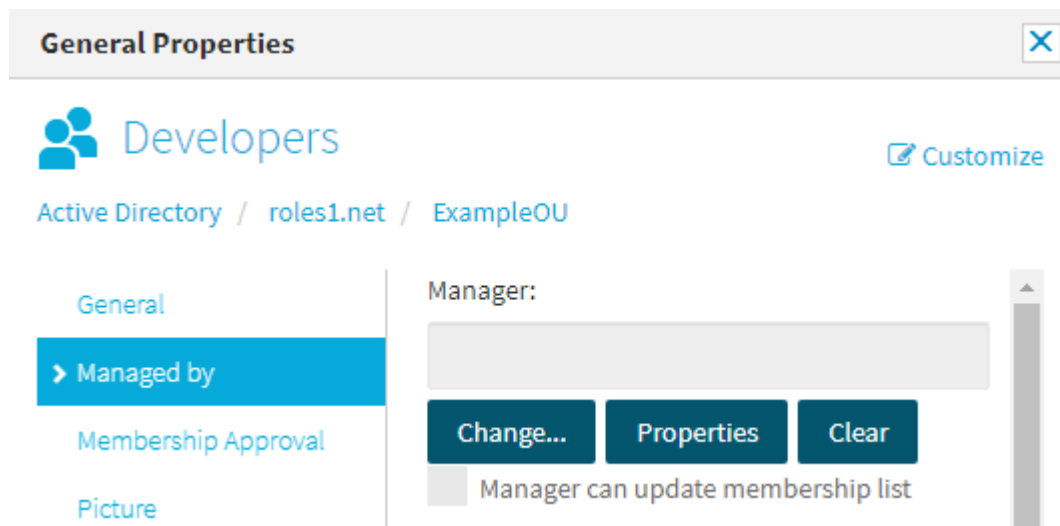 General Properties
Developers
Customize
Active Directory / roles1.net / ExampleOU
General
Managed by
Membership Approval
Picture
Manager:
Change... Properties Clear
Manager can update membership list